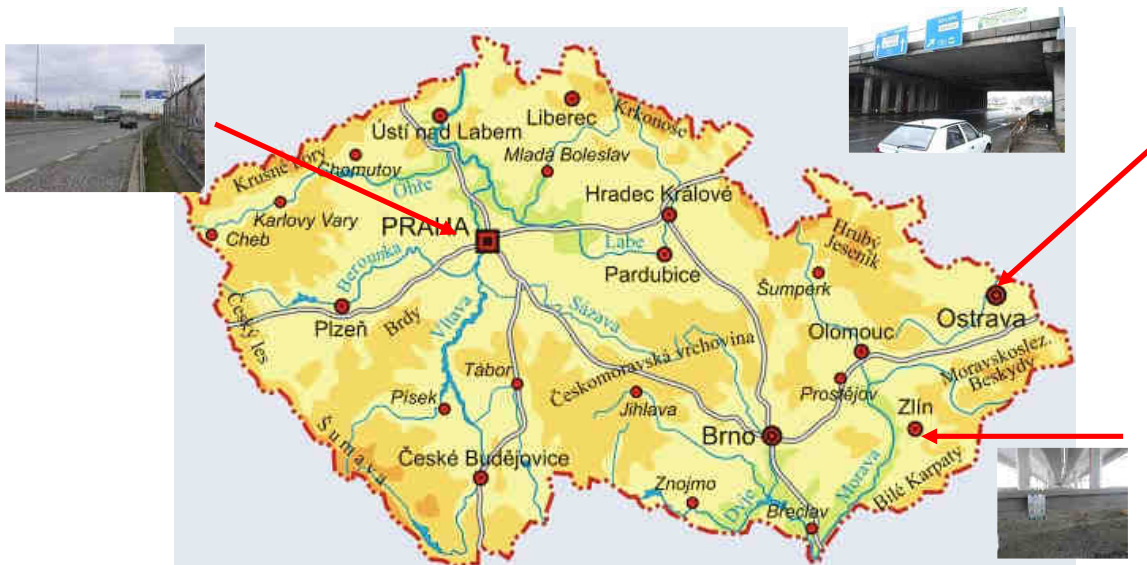 Ústí nad Labem
Liberec
Krkonoše
Mladá Boleslav
Chomutov
Krušné hory
Ohře
Karlovy Vary
Cheb
Hradec Králové
PRAHA
Labe
Pardubice
Hrubý
Jeseník
Šumperk
Berounka
Český les
Plzeň
Brdy
Vltava
Sázava
Ostrava
Olomouc
Českomoravská vrchovina
Moravskoslez.
Beskydy
Tábor
Prostějov
Písek
Jihlava
Zlín
Brno
Šumava
České Budějovice
Morava
Bílé Karpaty
Znojmo
Dyje
Břeclav